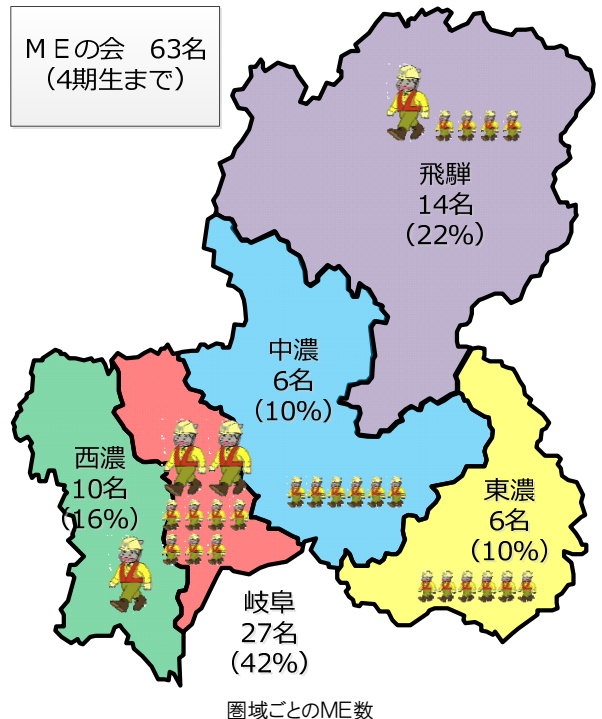 ＭＥの会　63名
（4期生まで）
飛騨
14名
（22%）
中濃
6名
（10%）
西濃
10名
（16%）
東濃
6名
（10%）
岐阜
27名
（42%）
圏域ごとのME数